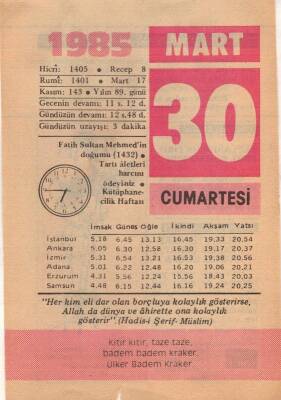 1985
MART
Hicrî: 1405 ● Recep 8
Rumî: 1401 ● Mart 17
Kasım: 143 ● Yılın 89. günü
Gecenin devamı: 11 s. 12 d.
Gündüzün devamı: 12 s.48 d.
Gündüzün uzayışı: 3 dakika
30
CUMARTESİ
Fatih Sultan Mehmed'in
doğumu (1432) ●
Tartı âletleri
harcını
ödeyiniz ●
Kütüphane-
cilik Haftası
İmsak Güneş Öğle İkindi Akşam Yatsı
İstanbul 5.18 6.45 13.13 16.45 19.33 20.54
Ankara 5.05 6.30 12.58 16.30 19.17 20.37
İzmir 5.31 6.54 13.21 16.53 19.38 20.56
Adana 5.01 6.22 12.48 16.20 19.06 20.21
Erzurum 4.31 5.56 12.24 15.56 18.43 20.03
Samsun 4.48 6.15 12.44 16.16 19.24 20.25
"Her kim eli dar olan borçluya kolaylık gösterirse,
Allah da dünya ve âhirette ona kolaylık
gösterir" (Hadis-i Şerif- Müslim)
Kıtır kıtır, taze taze,
badem badem kraker.
Ülker Badem Kraker